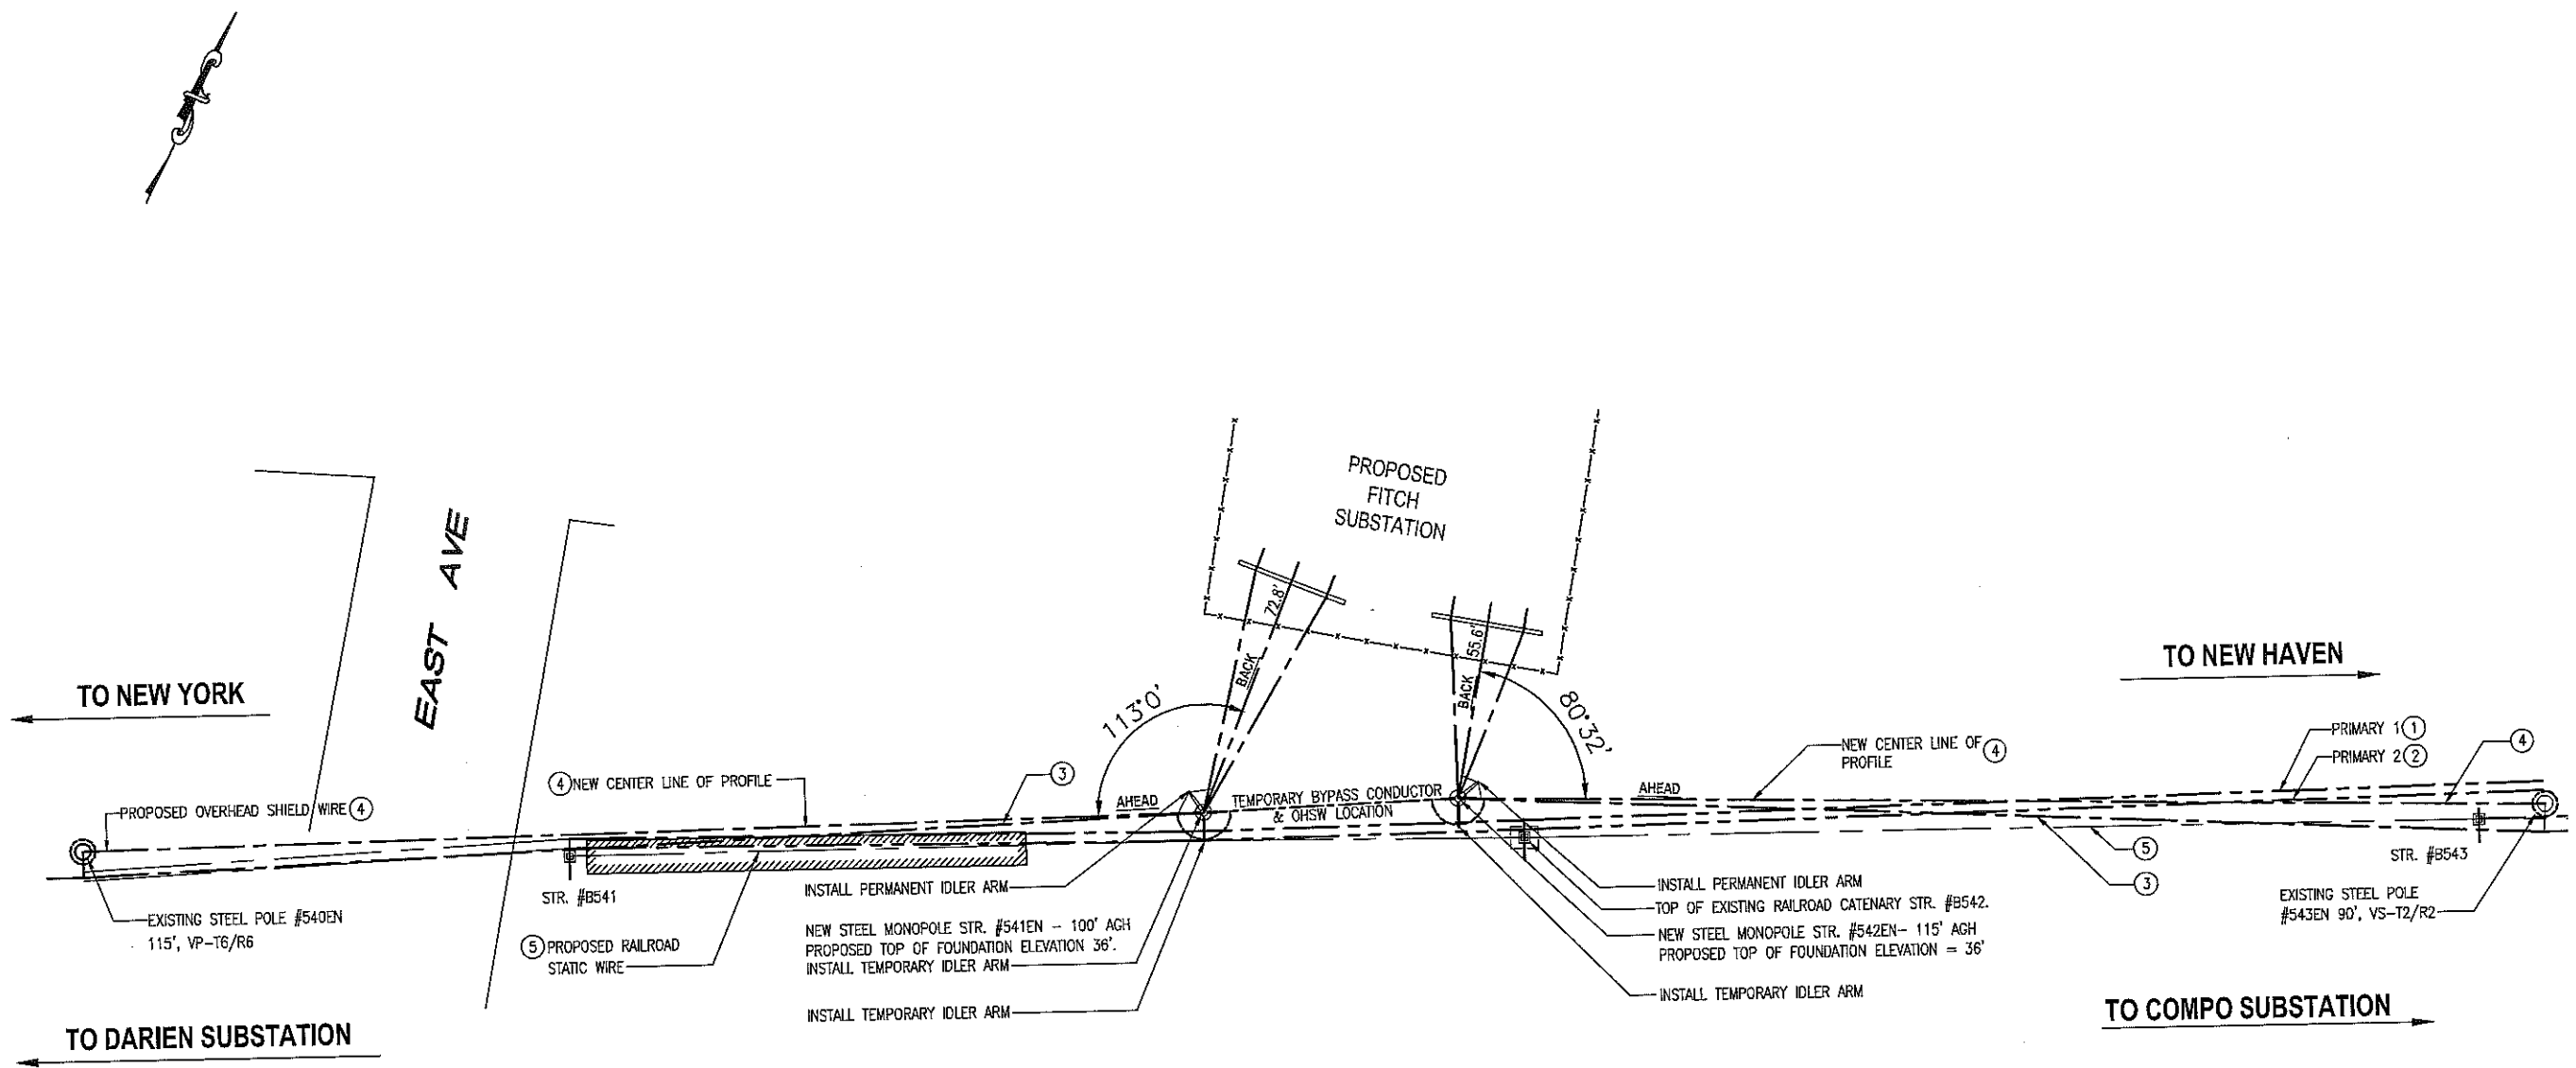 PROPOSED
FITCH
SUBSTATION
EAST AVE
72.8'
55.6'
BACK
BACK
TO NEW YORK
TO NEW HAVEN
113°0'
80°32'
PRIMARY 1 ①
PRIMARY 2 ②
④
NEW CENTER LINE OF ④
PROFILE
④ NEW CENTER LINE OF PROFILE
③
AHEAD
TEMPORARY BYPASS CONDUCTOR
& OHSW LOCATION
AHEAD
PROPOSED OVERHEAD SHIELD WIRE ④
⑤
③
STR. #B543
STR. #B541
EXISTING STEEL POLE #540EN
115', VP-T6/R6
⑤ PROPOSED RAILROAD
STATIC WIRE
INSTALL PERMANENT IDLER ARM
NEW STEEL MONOPOLE STR. #541EN - 100' AGH
PROPOSED TOP OF FOUNDATION ELEVATION 36'.
INSTALL TEMPORARY IDLER ARM
INSTALL TEMPORARY IDLER ARM
INSTALL PERMANENT IDLER ARM
TOP OF EXISTING RAILROAD CATENARY STR. #B542.
NEW STEEL MONOPOLE STR. #542EN- 115' AGH
PROPOSED TOP OF FOUNDATION ELEVATION = 36'
INSTALL TEMPORARY IDLER ARM
EXISTING STEEL POLE
#543EN 90', VS-T2/R2
TO DARIEN SUBSTATION
TO COMPO SUBSTATION